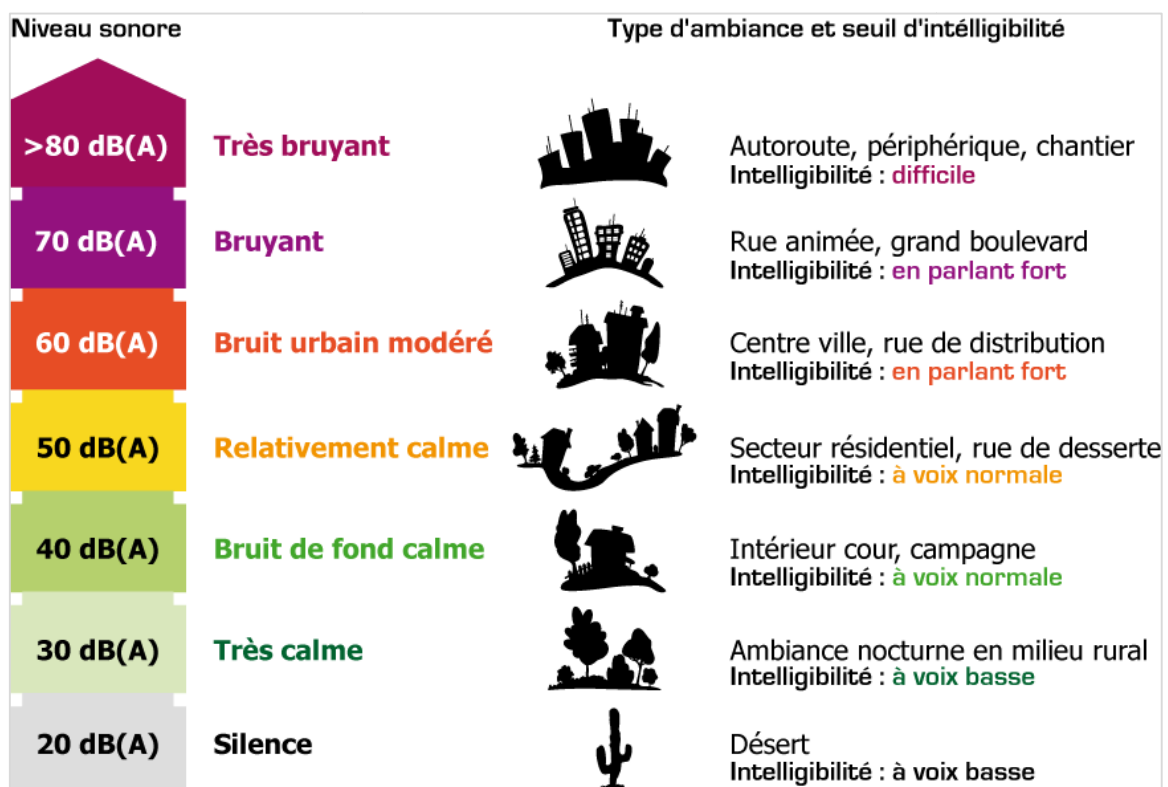 Niveau sonore
Type d'ambiance et seuil d'intélligibilité
>80 dB(A)
Très bruyant
Autoroute, périphérique, chantier
Intelligibilité : difficile
70 dB(A)
Bruyant
Rue animée, grand boulevard
Intelligibilité : en parlant fort
60 dB(A)
Bruit urbain modéré
Centre ville, rue de distribution
Intelligibilité : en parlant fort
50 dB(A)
Relativement calme
Secteur résidentiel, rue de desserte
Intelligibilité : à voix normale
40 dB(A)
Bruit de fond calme
Intérieur cour, campagne
Intelligibilité : à voix normale
30 dB(A)
Très calme
Ambiance nocturne en milieu rural
Intelligibilité : à voix basse
20 dB(A)
Silence
Désert
Intelligibilité : à voix basse